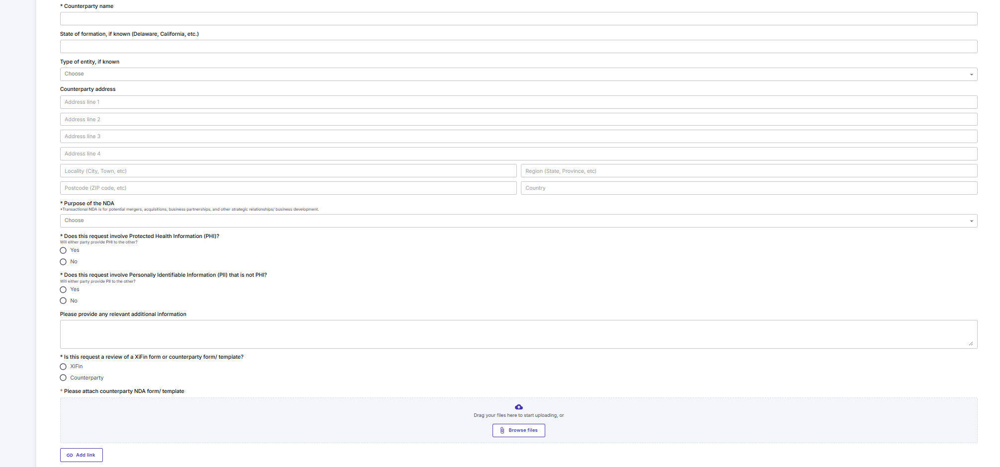 * Counterparty name
State of formation, if known (Delaware, California, etc.)
Type of entity, if known
Choose
Counterparty address
Address line 1
Address line 2
Address line 3
Address line 4
Locality (City, Town, etc)
Region (State, Province, etc)
Postcode (ZIP code, etc)
Country
* Purpose of the NDA
*Transactional NDA is for potential mergers, acquisitions, business partnerships, and other strategic relationships/ business development.
Choose
* Does this request involve Protected Health Information (PHI)?
Will either party provide PHI to the other?
Yes
No
* Does this request involve Personally Identifiable Information (PII) that is not PHI?
Will either party provide PII to the other?
Yes
No
Please provide any relevant additional information
* Is this request a review of a XiFin form or counterparty form/ template?
XiFin
Counterparty
* Please attach counterparty NDA form/ template
Drag your files here to start uploading, or
Browse files
Add link